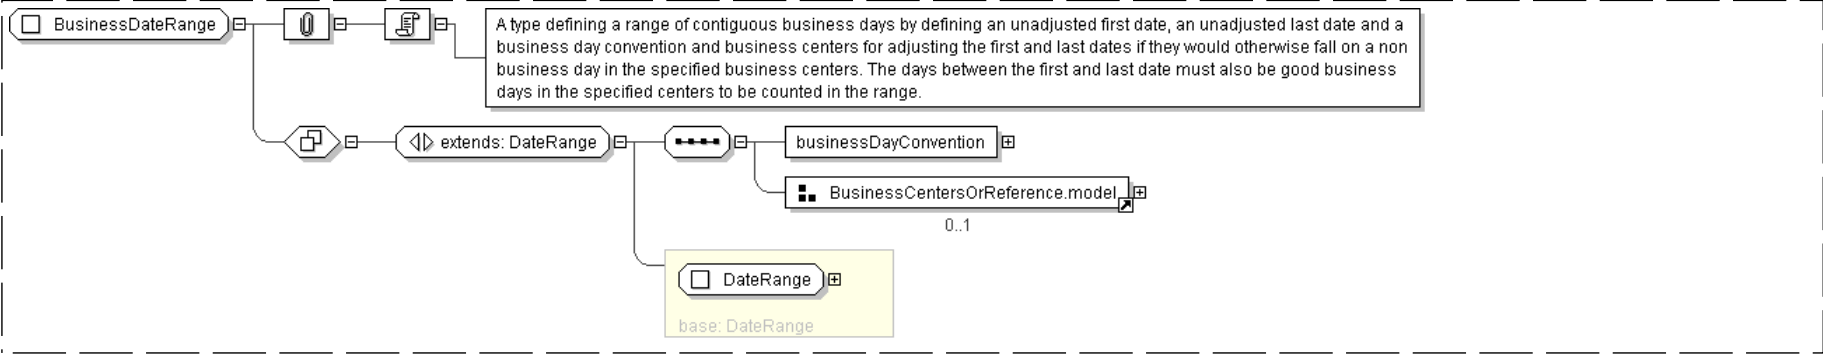 BusinessDateRange
A type defining a range of contiguous business days by defining an unadjusted first date, an unadjusted last date and a
business day convention and business centers for adjusting the first and last dates if they would otherwise fall on a non
business day in the specified business centers. The days between the first and last date must also be good business
days in the specified centers to be counted in the range.
extends: DateRange
businessDayConvention
BusinessCentersOrReference.model
0..1
DateRange
base: DateRange